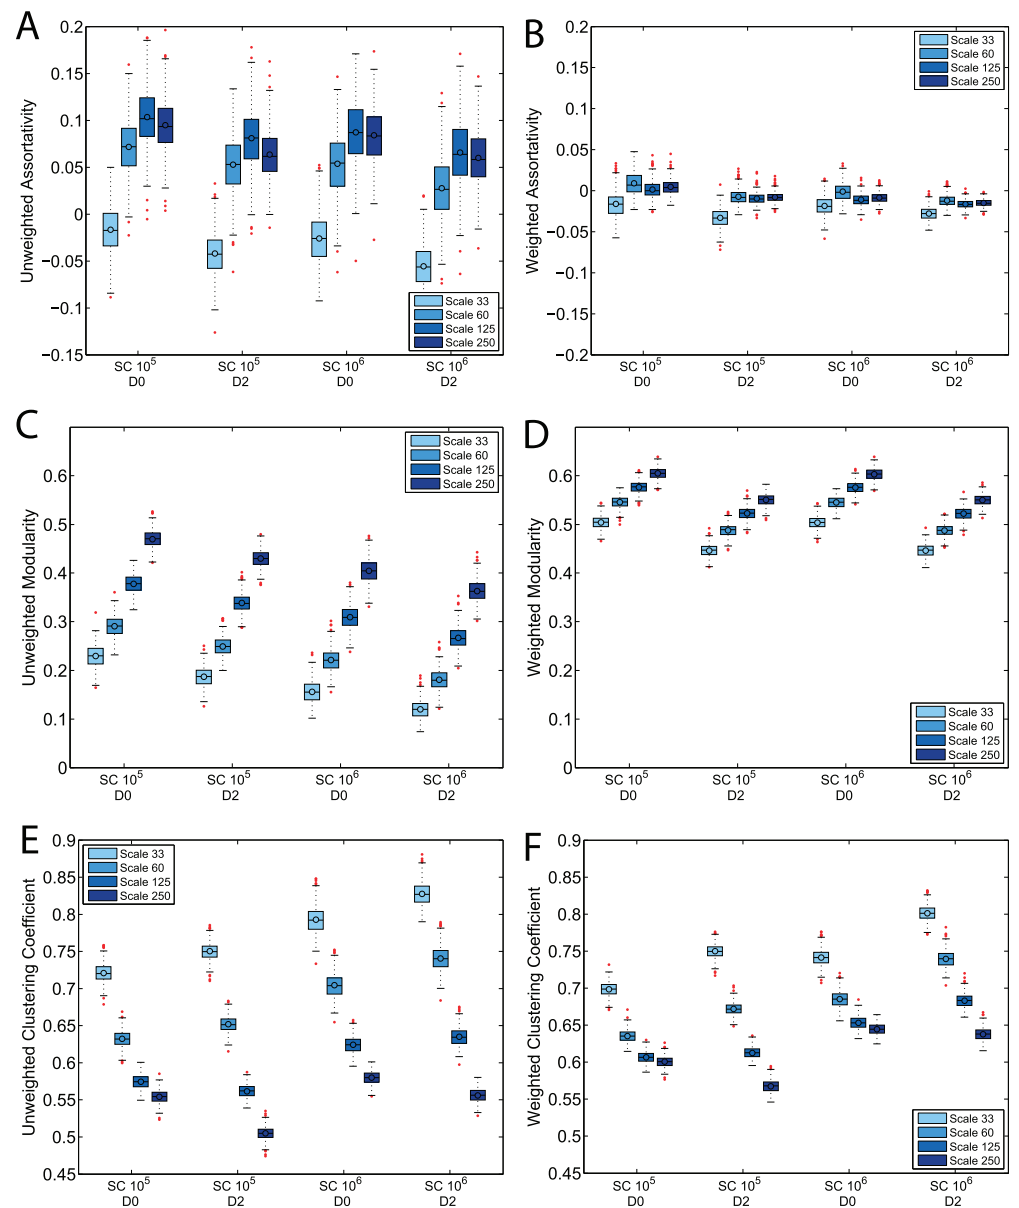 A
Unweighted Assortativity
0.2
0.15
0.1
0.05
0
−0.05
−0.1
−0.15
Scale 33
Scale 60
Scale 125
Scale 250
SC 10^5 D0
SC 10^5 D2
SC 10^6 D0
SC 10^6 D2
B
Weighted Assortativity
0.2
0.15
0.1
0.05
0
−0.05
−0.1
−0.15
−0.2
Scale 33
Scale 60
Scale 125
Scale 250
SC 10^5 D0
SC 10^5 D2
SC 10^6 D0
SC 10^6 D2
C
Unweighted Modularity
0.6
0.5
0.4
0.3
0.2
0.1
0
Scale 33
Scale 60
Scale 125
Scale 250
SC 10^5 D0
SC 10^5 D2
SC 10^6 D0
SC 10^6 D2
D
Weighted Modularity
0.6
0.5
0.4
0.3
0.2
0.1
0
Scale 33
Scale 60
Scale 125
Scale 250
SC 10^5 D0
SC 10^5 D2
SC 10^6 D0
SC 10^6 D2
E
Unweighted Clustering Coefficient
0.9
0.85
0.8
0.75
0.7
0.65
0.6
0.55
0.5
0.45
Scale 33
Scale 60
Scale 125
Scale 250
SC 10^5 D0
SC 10^5 D2
SC 10^6 D0
SC 10^6 D2
F
Weighted Clustering Coefficient
0.9
0.85
0.8
0.75
0.7
0.65
0.6
0.55
0.5
0.45
Scale 33
Scale 60
Scale 125
Scale 250
SC 10^5 D0
SC 10^5 D2
SC 10^6 D0
SC 10^6 D2